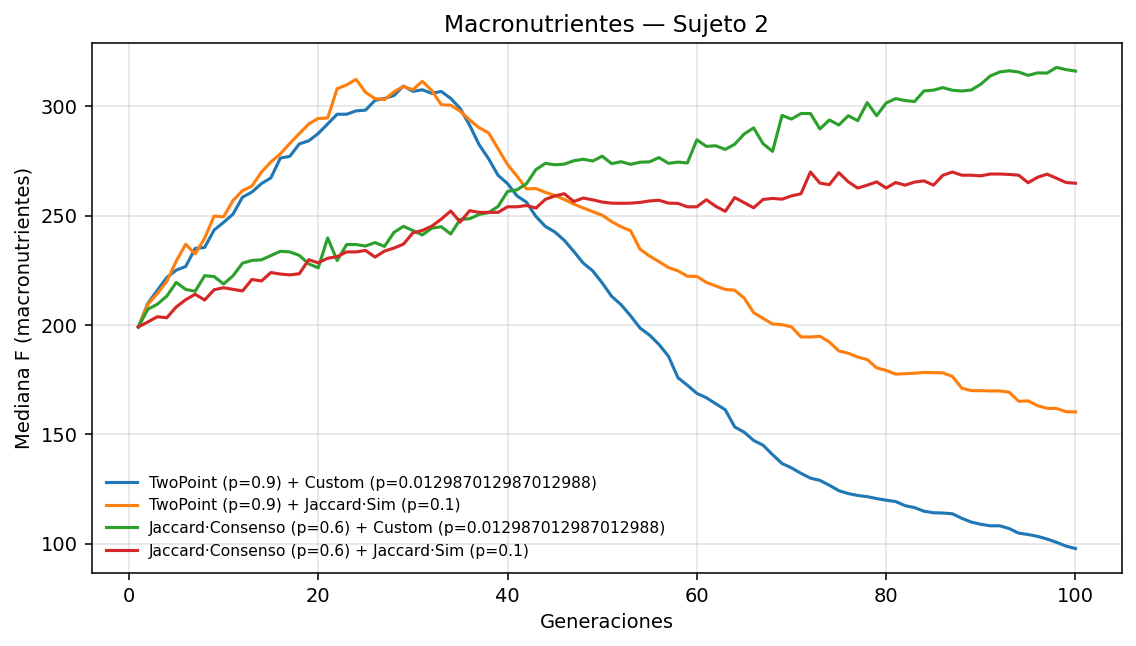 Macronutrientes — Sujeto 2
Mediana F (macronutrientes)
300
250
200
150
100
TwoPoint (p=0.9) + Custom (p=0.012987012987012988)
TwoPoint (p=0.9) + Jaccard·Sim (p=0.1)
Jaccard·Consenso (p=0.6) + Custom (p=0.012987012987012988)
Jaccard·Consenso (p=0.6) + Jaccard·Sim (p=0.1)
0 20 40 60 80 100
Generaciones